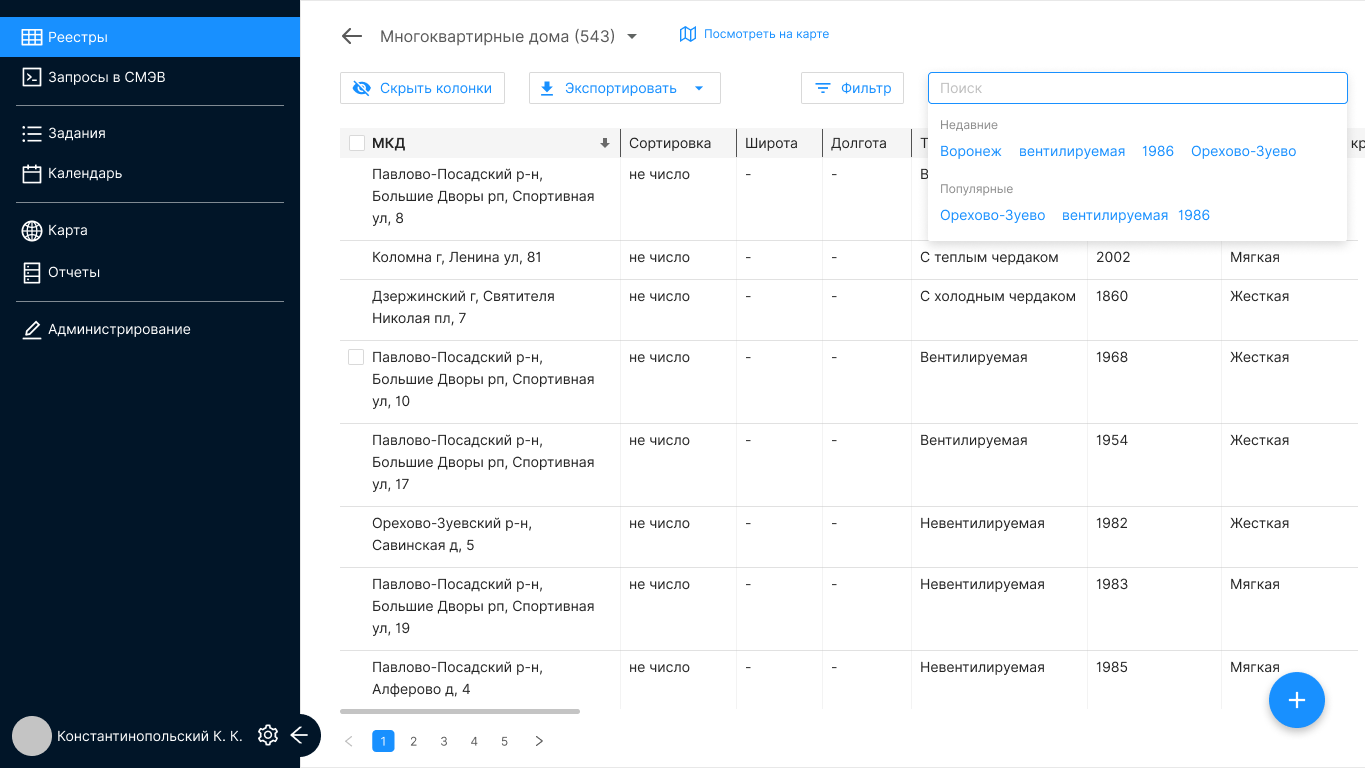 Реестры
Запросы в СМЭВ
Задания
Календарь
Карта
Отчеты
Администрирование
Константинопольский К. К.
Многоквартирные дома (543)
Посмотреть на карте
Скрыть колонки
Экспортировать
Фильтр
Поиск
Недавние
Воронеж вентилируемая 1986 Орехово-Зуево
Популярные
Орехово-Зуево вентилируемая 1986
МКД Сортировка Широта Долгота Т кр
Павлово-Посадский р-н, не число - - В
Большие Дворы рп, Спортивная
ул, 8
Коломна г, Ленина ул, 81 не число - - С теплым чердаком 2002 Мягкая
Дзержинский г, Святителя не число - - С холодным чердаком 1860 Жесткая
Николая пл, 7
Павлово-Посадский р-н, не число - - Вентилируемая 1968 Жесткая
Большие Дворы рп, Спортивная
ул, 10
Павлово-Посадский р-н, не число - - Вентилируемая 1954 Жесткая
Большие Дворы рп, Спортивная
ул, 17
Орехово-Зуевский р-н, не число - - Невентилируемая 1982 Жесткая
Савинская д, 5
Павлово-Посадский р-н, не число - - Невентилируемая 1983 Мягкая
Большие Дворы рп, Спортивная
ул, 19
Павлово-Посадский р-н, не число - - Невентилируемая 1985 Мягкая
Алферово д, 4
1 2 3 4 5